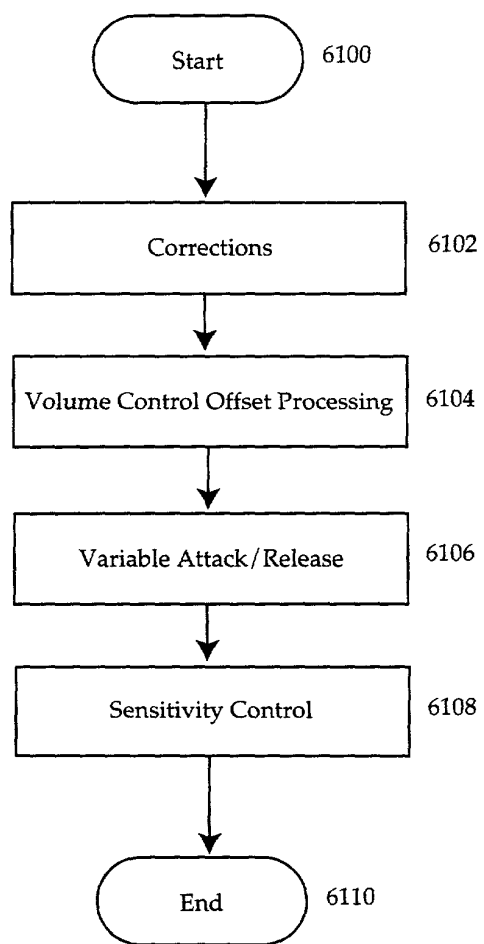 Start 6100
Corrections 6102
Volume Control Offset Processing 6104
Variable Attack/Release 6106
Sensitivity Control 6108
End 6110